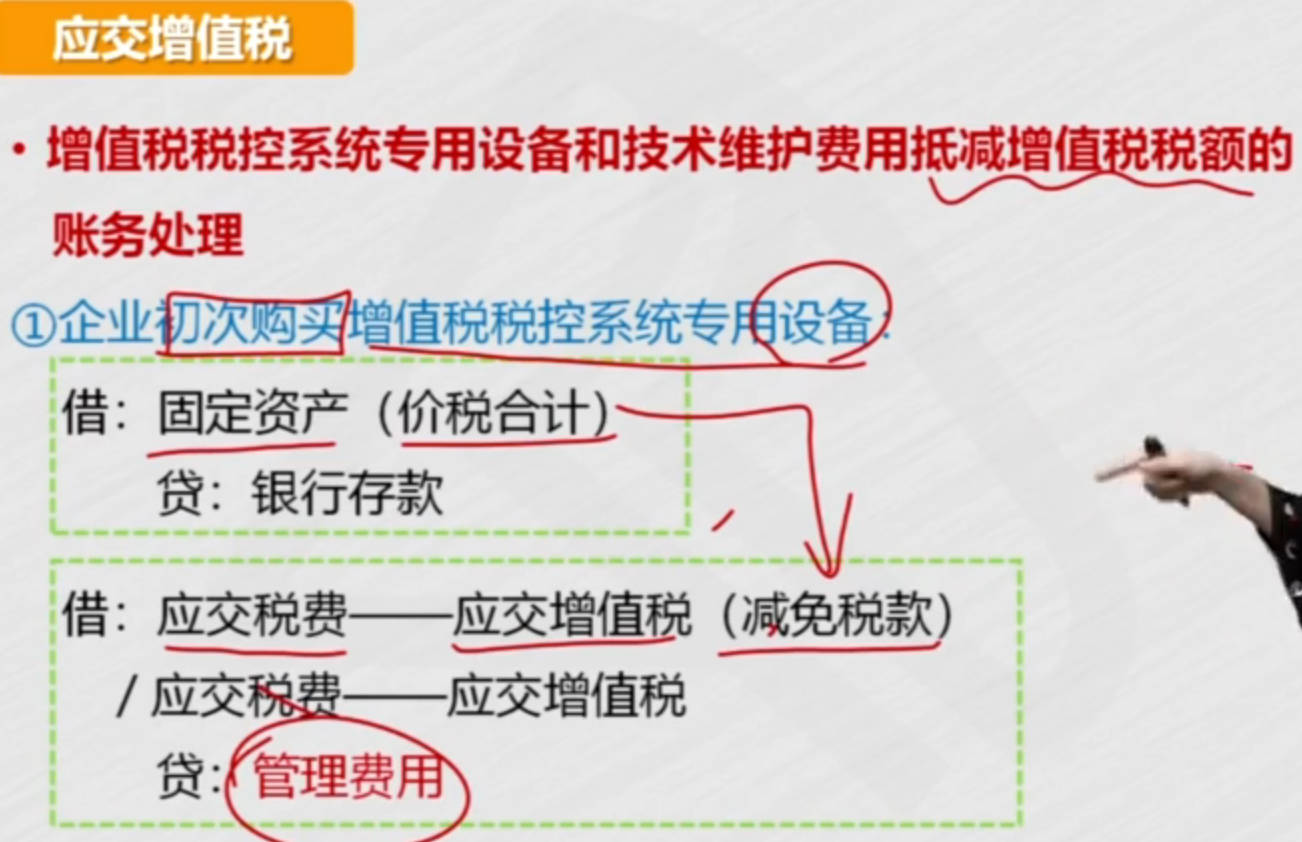 应交增值税
• 增值税税控系统专用设备和技术维护费用抵减增值税税额的
账务处理
①企业初次购买增值税税控系统专用设备：
借：固定资产（价税合计）
贷：银行存款
借：应交税费——应交增值税（减免税款）
/ 应交税费——应交增值税
贷：管理费用